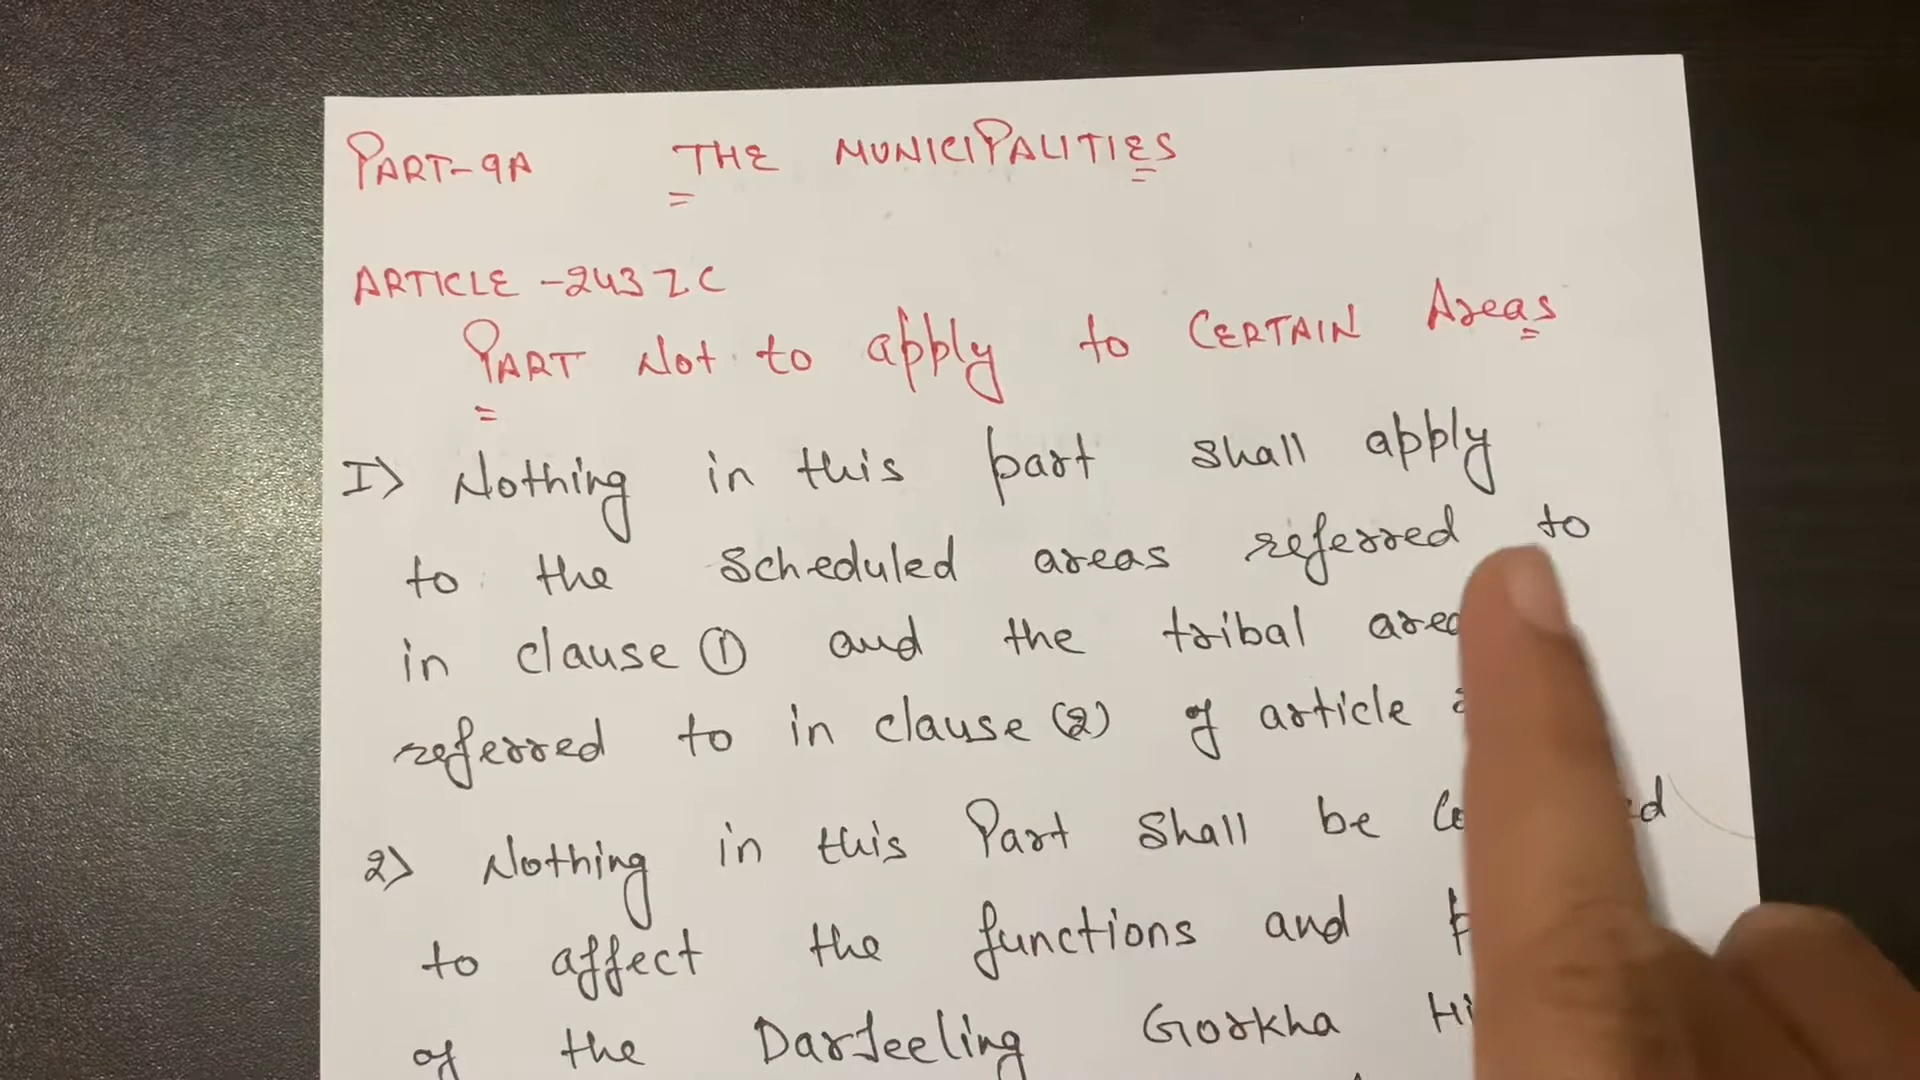 PART-9A THE MUNICIPALITIES
ARTICLE -243ZC
PART Not to apply to CERTAIN Areas
I> Nothing in this part shall apply
to the Scheduled areas referred to
in clause ① and the tribal
referred to in clause (2) of article
2> Nothing in this Part Shall be
to affect the functions and
of the Darjeeling Gorkha